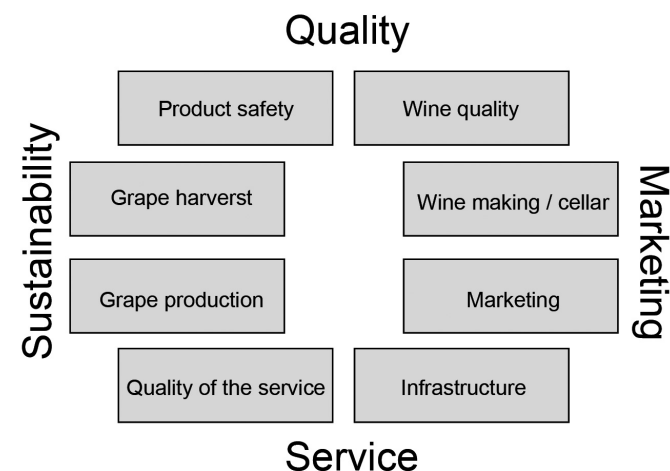 Quality
Product safety
Wine quality
Sustainability
Grape harverst
Wine making / cellar
Marketing
Grape production
Marketing
Quality of the service
Infrastructure
Service